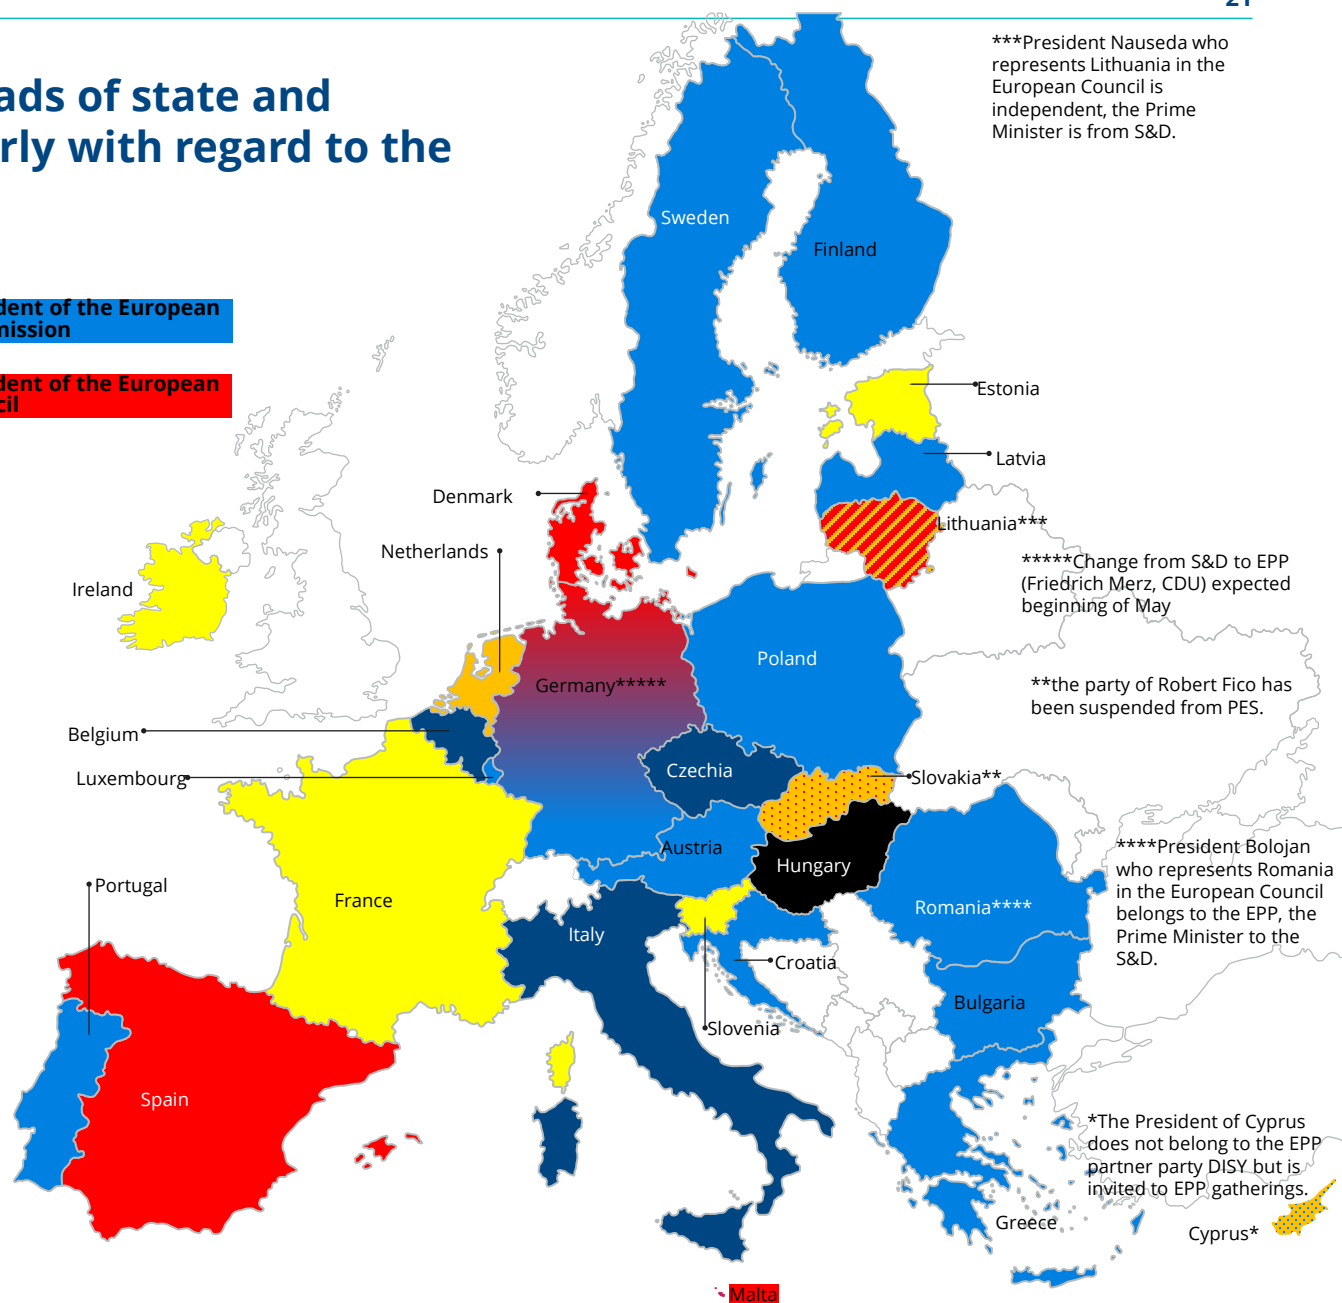 21
***President Nauseda who
represents Lithuania in the
European Council is
independent, the Prime
Minister is from S&D.
ads of state and
rly with regard to the
Sweden
Finland
dent of the European
mission
dent of the European
cil
Estonia
Latvia
Denmark
Lithuania***
Netherlands
*****Change from S&D to EPP
(Friedrich Merz, CDU) expected
beginning of May
Ireland
Poland
Germany*****
**the party of Robert Fico has
been suspended from PES.
Belgium
Czechia
Luxembourg
Slovakia**
Austria
Hungary
****President Bolojan
who represents Romania
in the European Council
belongs to the EPP, the
Prime Minister to the
S&D.
Portugal
France
Romania****
Italy
Croatia
Bulgaria
Slovenia
Spain
*The President of Cyprus
does not belong to the EPP
partner party DISY but is
invited to EPP gatherings.
Greece
Cyprus*
Malta